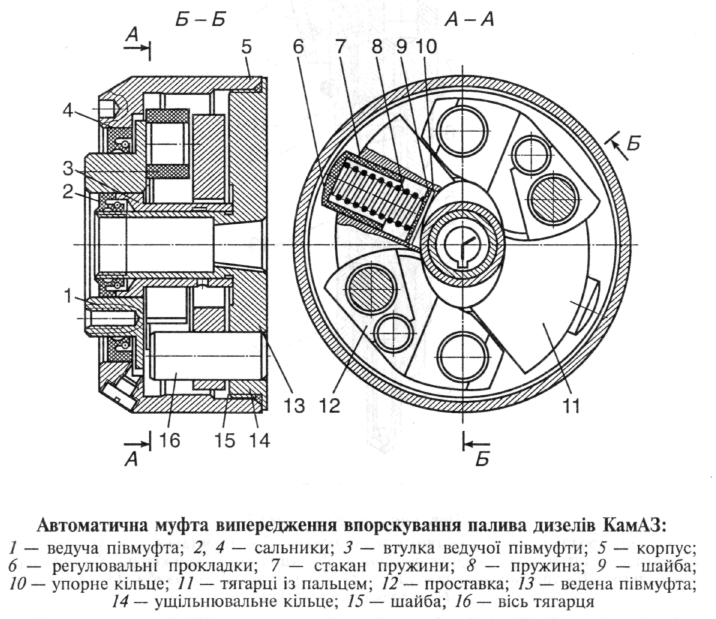 Б – Б
А – А
А
5
6
7
8
9
10
4
Б
3
2
1
13
12
11
16
15
14
А
Б
Автоматична муфта випередження впорскування палива дизелів КамАЗ:
1 — ведуча півмуфта; 2, 4 — сальники; 3 — втулка ведучої півмуфти; 5 — корпус;
6 — регулювальні прокладки; 7 — стакан пружини; 8 — пружина; 9 — шайба;
10 — упорне кільце; 11 — тягарці із пальцем; 12 — проставка; 13 — ведена півмуфта;
14 — ущільнювальне кільце; 15 — шайба; 16 — вісь тягарця